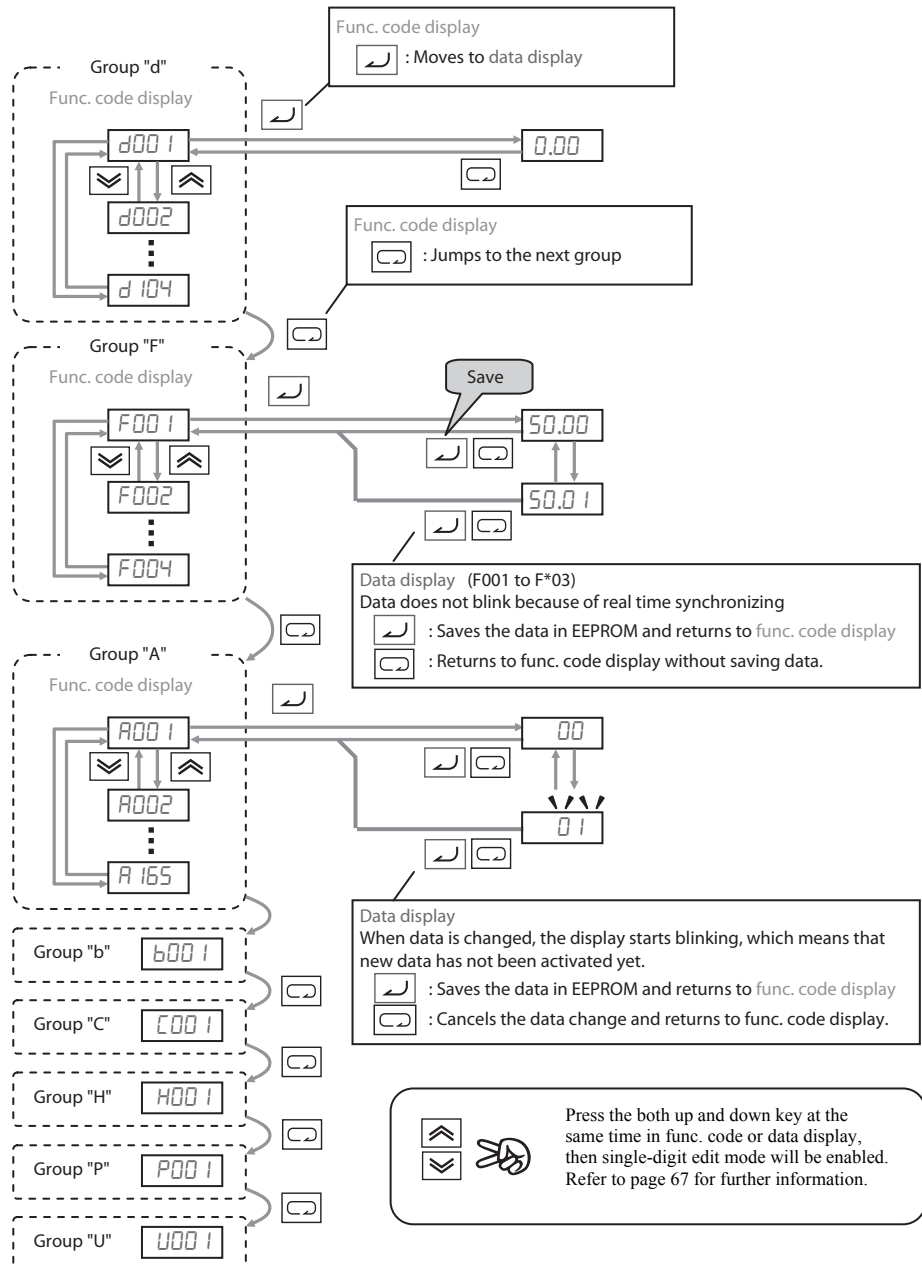 Func. code display
: Moves to data display
Group "d"
Func. code display
d001
0.00
d002
d104
Func. code display
: Jumps to the next group
Group "F"
Func. code display
Save
F001
50.00
F002
50.01
F004
Data display (F001 to F*03)
Data does not blink because of real time synchronizing
: Saves the data in EEPROM and returns to func. code display
: Returns to func. code display without saving data.
Group "A"
Func. code display
A001
00
A002
01
A165
Data display
When data is changed, the display starts blinking, which means that
new data has not been activated yet.
: Saves the data in EEPROM and returns to func. code display
: Cancels the data change and returns to func. code display.
Group "b" b001
Group "C" C001
Group "H" H001
Group "P" P001
Group "U" U001
Press the both up and down key at the
same time in func. code or data display,
then single-digit edit mode will be enabled.
Refer to page 67 for further information.